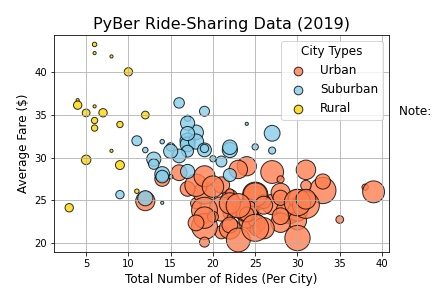 PyBer Ride-Sharing Data (2019)
City Types
Urban
Suburban
Rural
Note:
Average Fare ($)
40
35
30
25
20
5
10
15
20
25
30
35
40
Total Number of Rides (Per City)